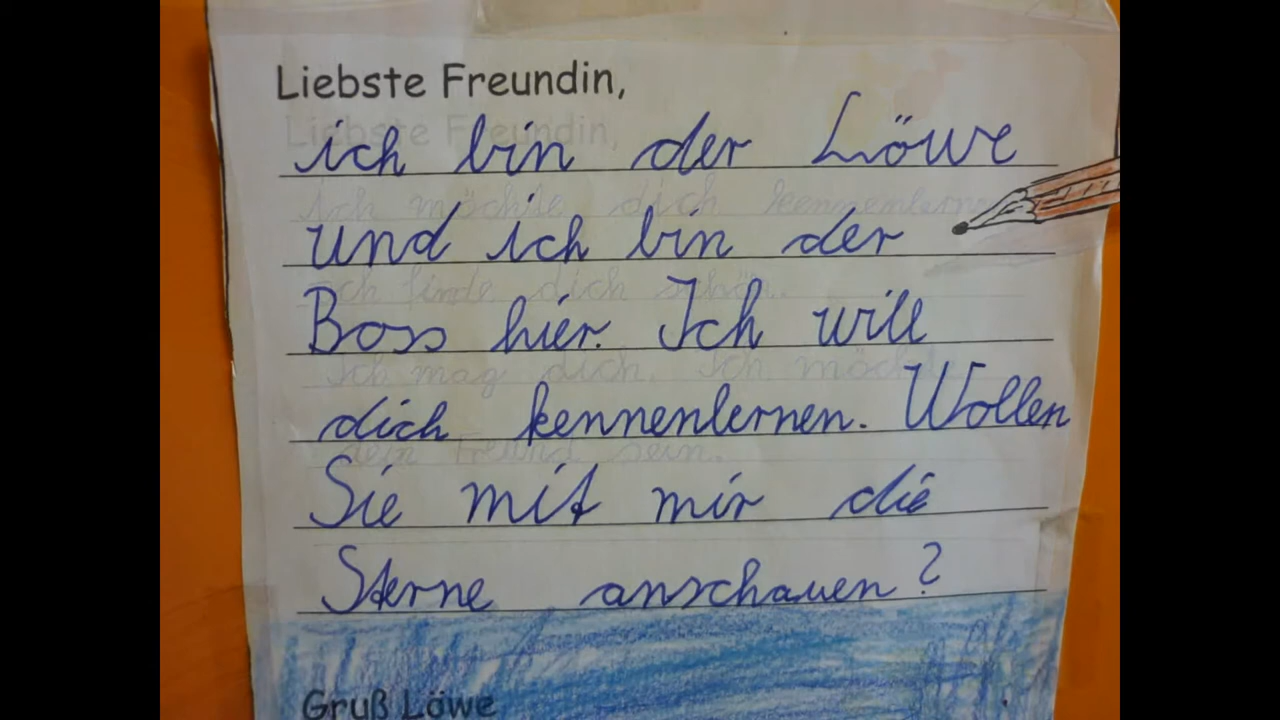 Liebste Freundin,
ich bin der Löwe
und ich bin der
Boss hier. Ich will
dich kennenlernen. Wollen
Sie mit mir die
Sterne anschauen?
Gruß Löwe